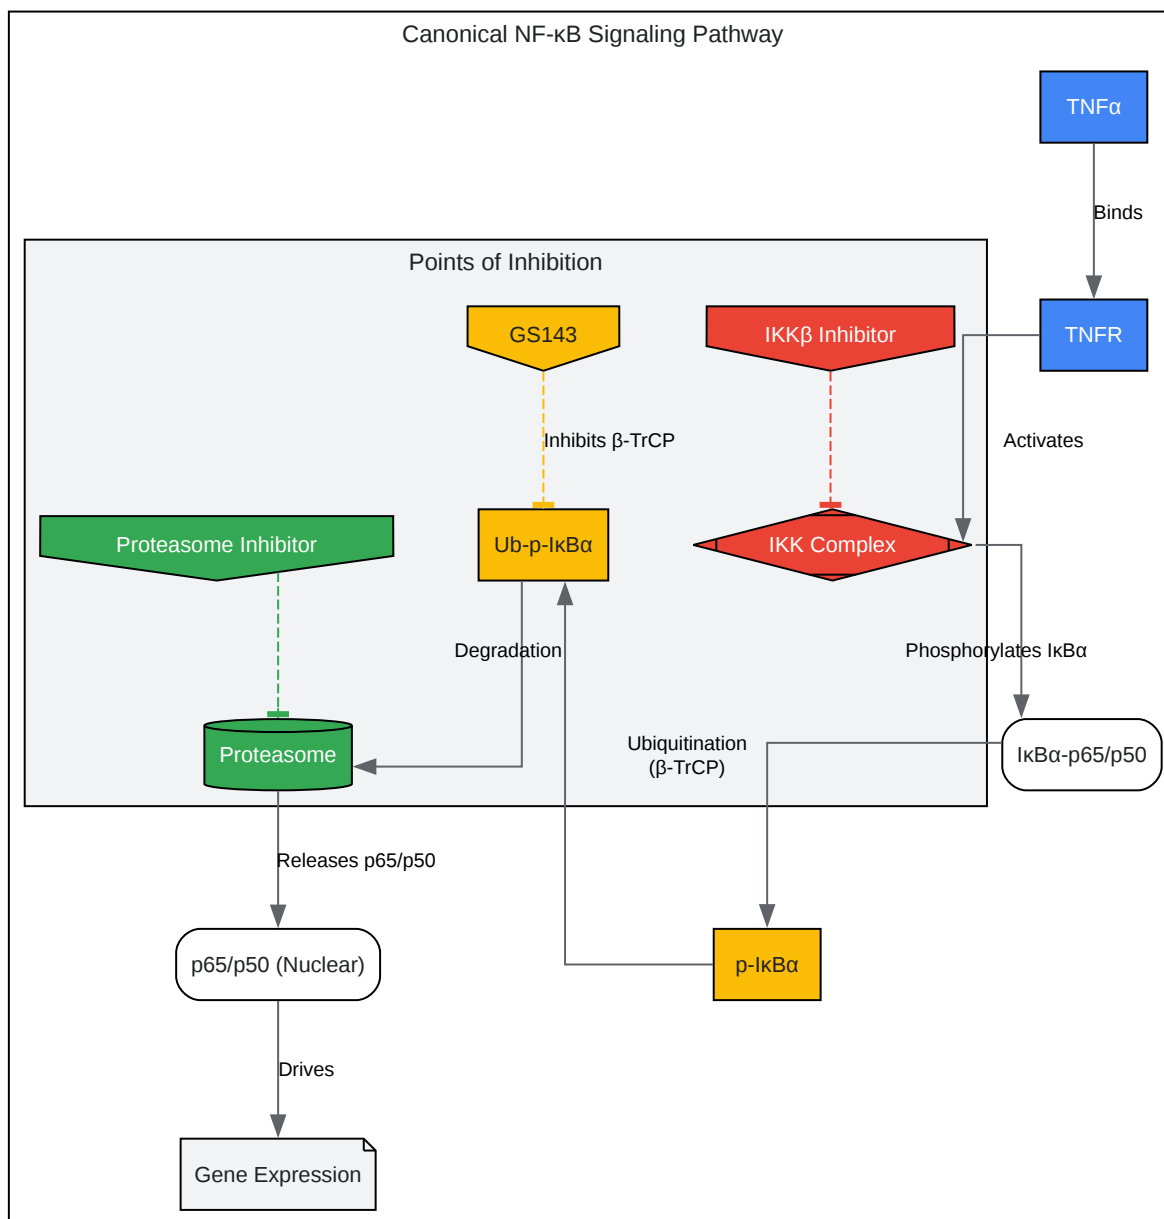 Canonical NF-κB Signaling Pathway
TNFα
Binds
Points of Inhibition
GS143
IKKβ Inhibitor
TNFR
Inhibits β-TrCP
Activates
Proteasome Inhibitor
Ub-p-IκBα
IKK Complex
Degradation
Phosphorylates IκBα
Proteasome
Ubiquitination
(β-TrCP)
IκBα-p65/p50
Releases p65/p50
p65/p50 (Nuclear)
p-IκBα
Drives
Gene Expression